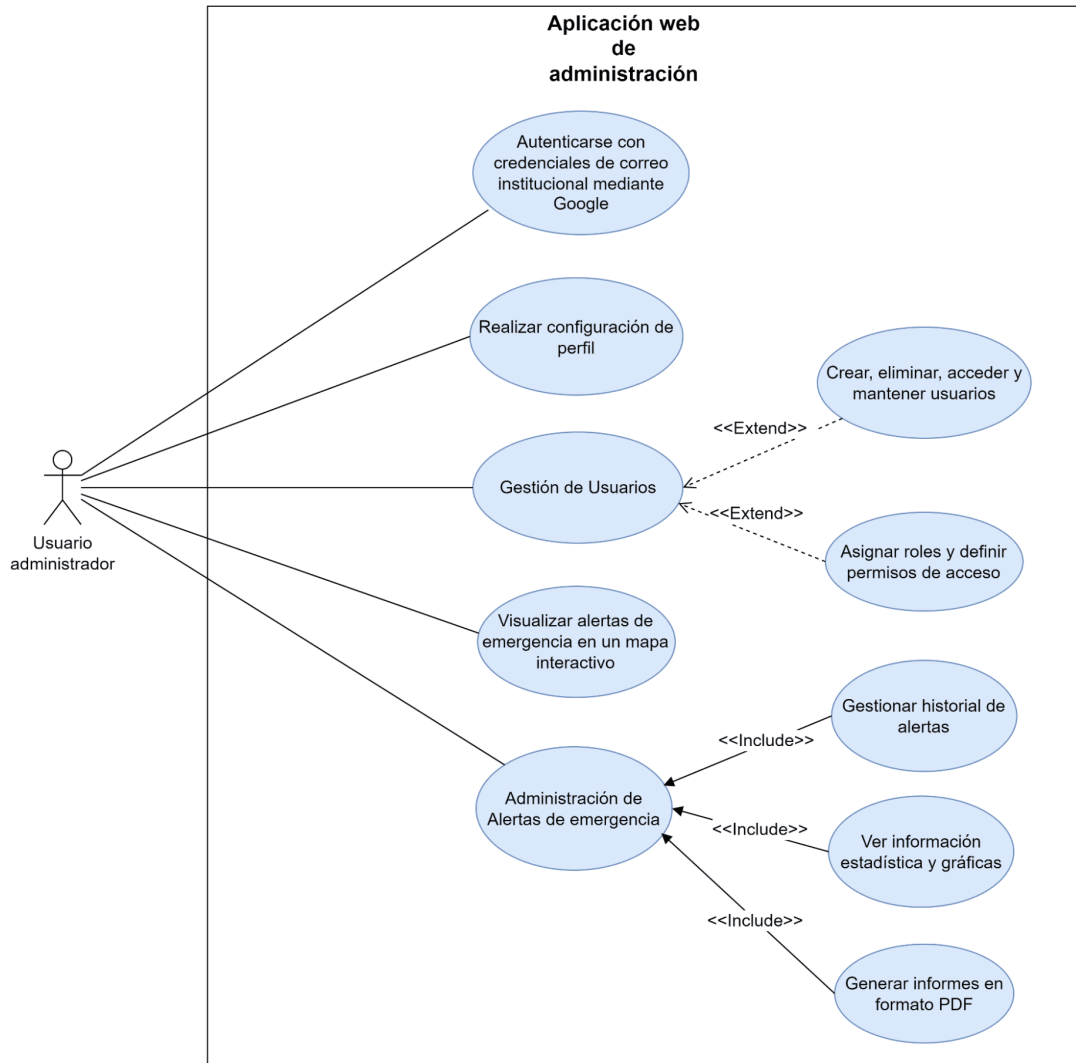 Aplicación web
de
administración
Autenticarse con
credenciales de correo
institucional mediante
Google
Realizar configuración de
perfil
Crear, eliminar, acceder y
mantener usuarios
<<Extend>>
Gestión de Usuarios
<<Extend>>
Asignar roles y definir
permisos de acceso
Usuario
administrador
Visualizar alertas de
emergencia en un mapa
interactivo
Gestionar historial de
alertas
<<Include>>
Administración de
Alertas de emergencia
<<Include>>
Ver información
estadística y gráficas
<<Include>>
Generar informes en
formato PDF